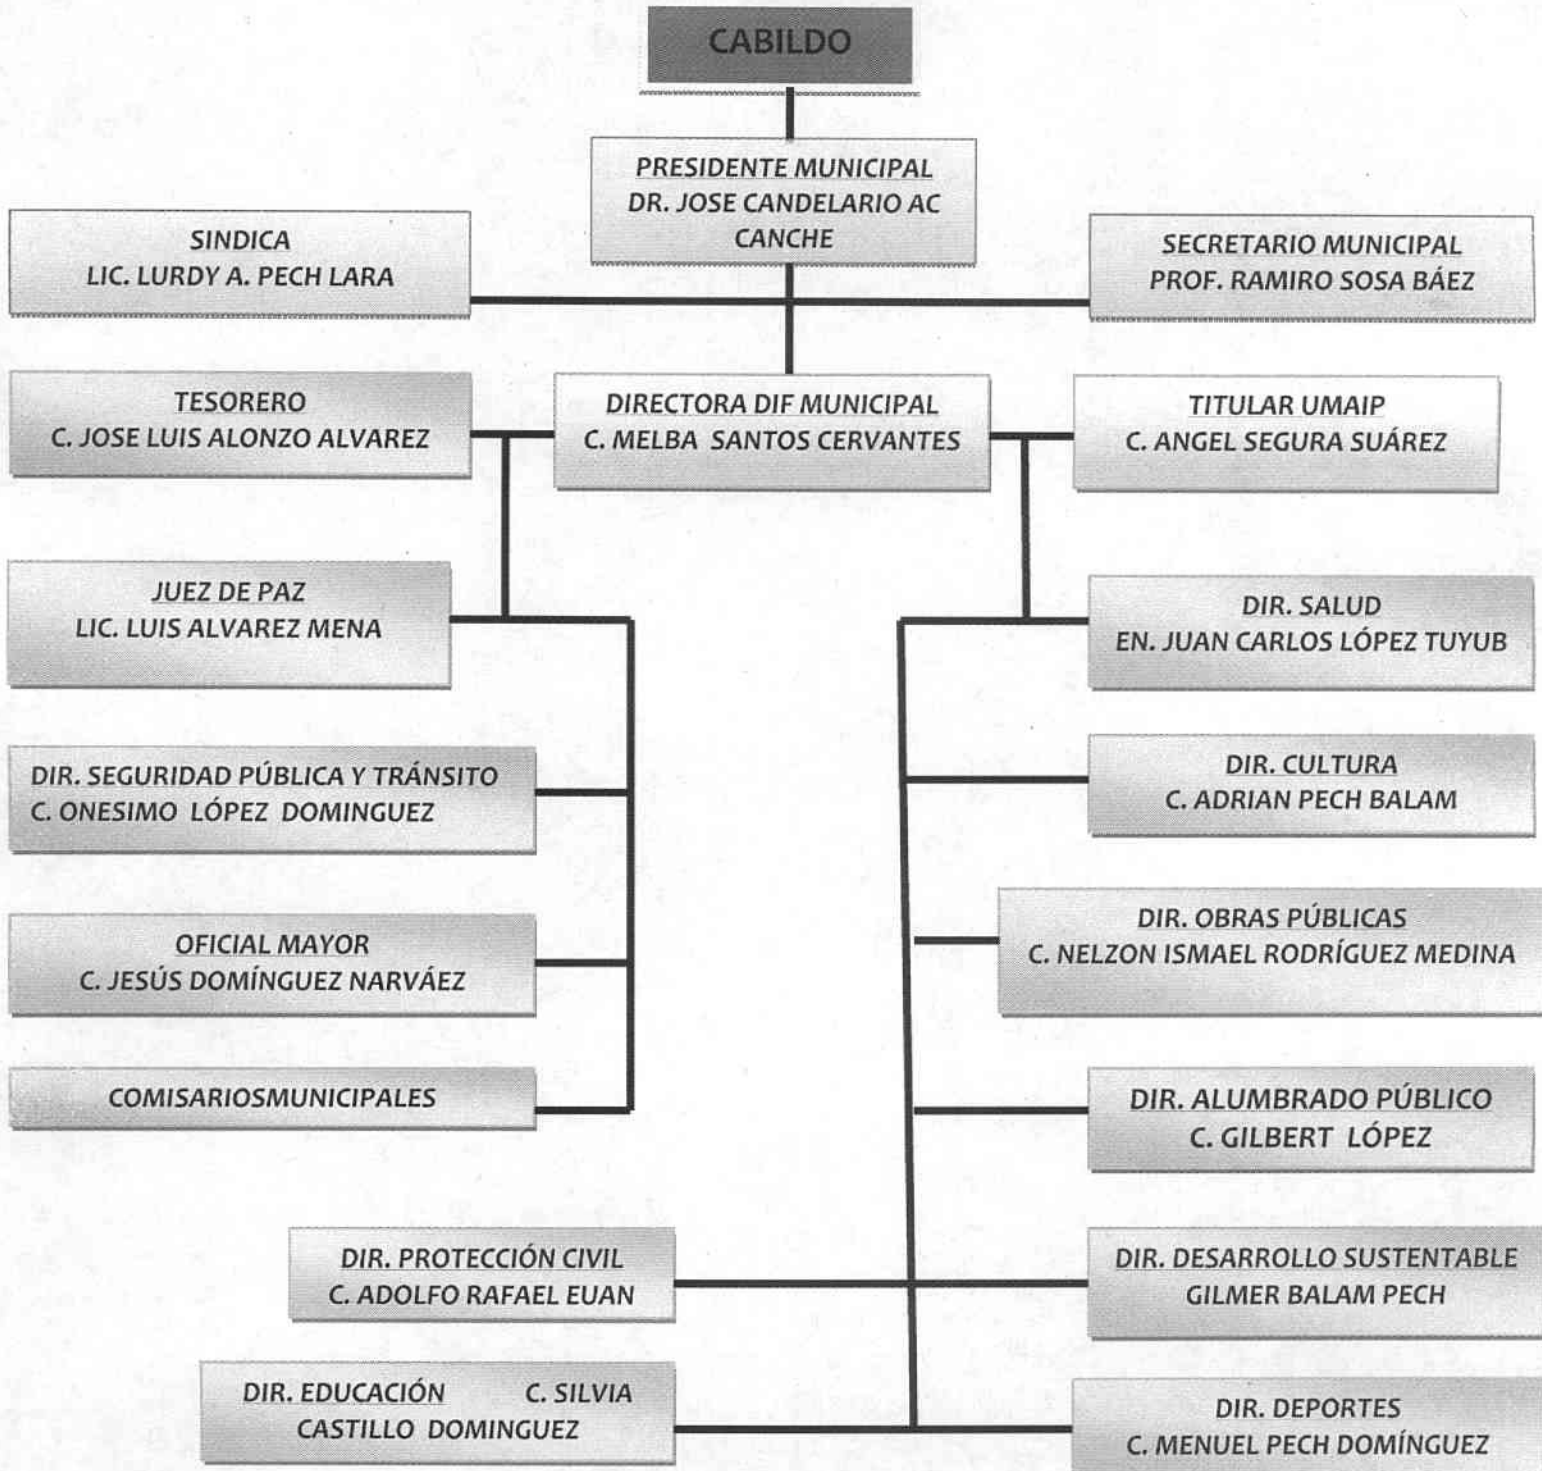 CABILDO
PRESIDENTE MUNICIPAL
DR. JOSE CANDELARIO AC
CANCHE
SINDICA
LIC. LURDY A. PECH LARA
SECRETARIO MUNICIPAL
PROF. RAMIRO SOSA BÁEZ
TESORERO
C. JOSE LUIS ALONZO ALVAREZ
DIRECTORA DIF MUNICIPAL
C. MELBA SANTOS CERVANTES
TITULAR UMAIP
C. ANGEL SEGURA SUÁREZ
JUEZ DE PAZ
LIC. LUIS ALVAREZ MENA
DIR. SALUD
EN. JUAN CARLOS LÓPEZ TUYUB
DIR. SEGURIDAD PÚBLICA Y TRÁNSITO
C. ONESIMO LÓPEZ DOMINGUEZ
DIR. CULTURA
C. ADRIAN PECH BALAM
OFICIAL MAYOR
C. JESÚS DOMÍNGUEZ NARVÁEZ
DIR. OBRAS PÚBLICAS
C. NELZON ISMAEL RODRÍGUEZ MEDINA
COMISARIOSMUNICIPALES
DIR. ALUMBRADO PÚBLICO
C. GILBERT LÓPEZ
DIR. PROTECCIÓN CIVIL
C. ADOLFO RAFAEL EUAN
DIR. DESARROLLO SUSTENTABLE
GILMER BALAM PECH
DIR. EDUCACIÓN C. SILVIA
CASTILLO DOMINGUEZ
DIR. DEPORTES
C. MENUEL PECH DOMÍNGUEZ